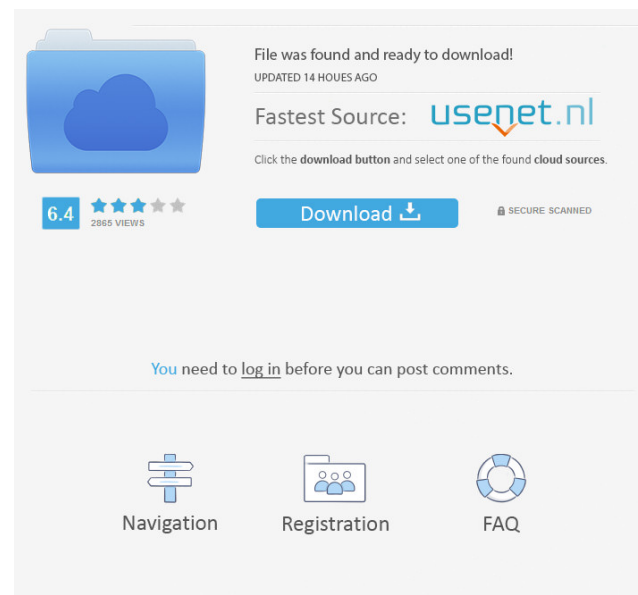 File was found and ready to download!
UPDATED 14 HOUES AGO
Fastest Source: usenet.nl
Click the download button and select one of the found cloud sources.
6.4
2865 VIEWS
Download
SECURE SCANNED
You need to log in before you can post comments.
Navigation
Registration
FAQ